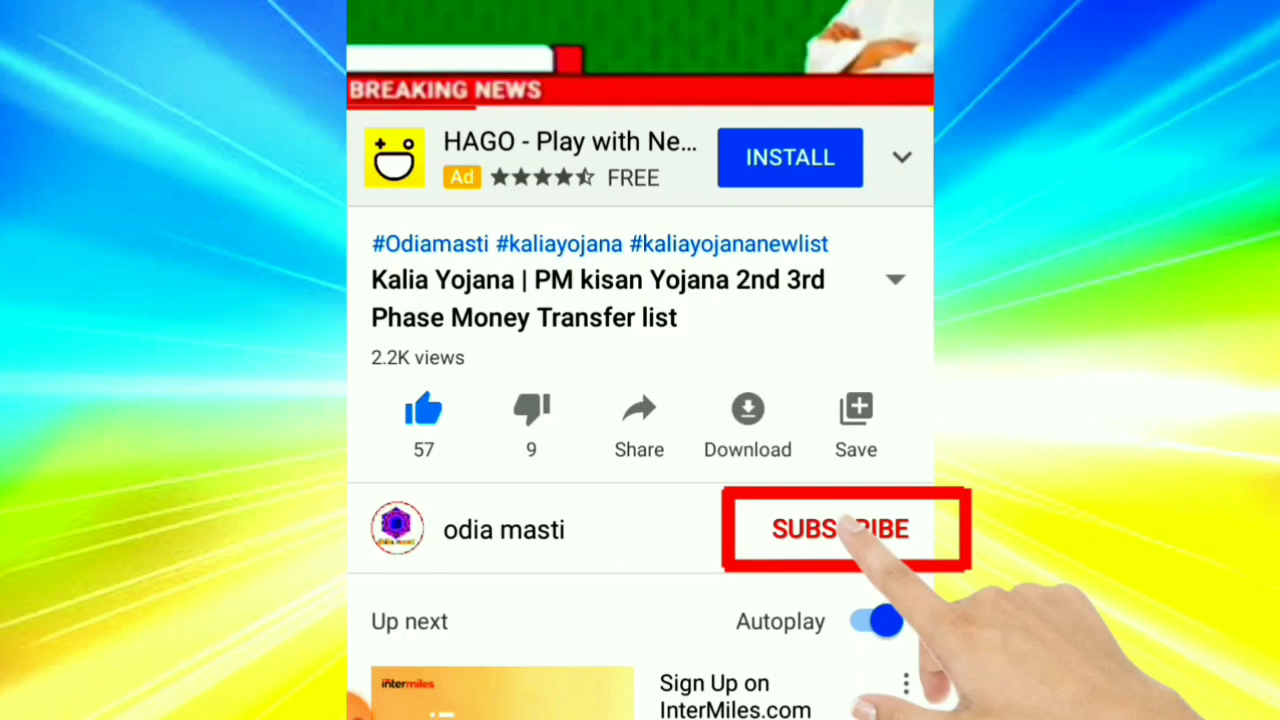 BREAKING NEWS
HAGO - Play with Ne...
INSTALL
Ad
FREE
#Odiamasti #kaliayojana #kaliayojananewlist
Kalia Yojana | PM kisan Yojana 2nd 3rd
Phase Money Transfer list
2.2K views
57
9
Share
Download
Save
odia masti
SUBSCRIBE
Up next
Autoplay
intermiles
Sign Up on
InterMiles.com